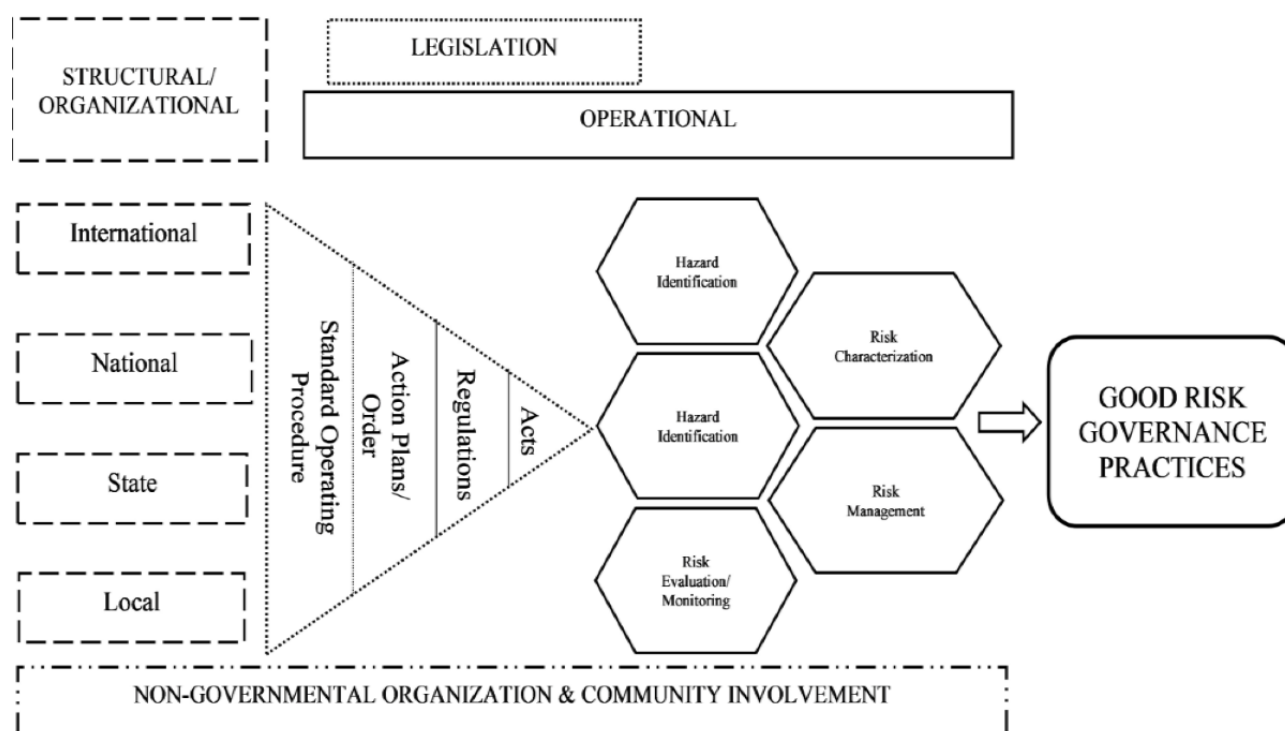 STRUCTURAL/
ORGANIZATIONAL
LEGISLATION
OPERATIONAL
International
National
State
Local
Standard Operating
Procedure
Action Plans/
Order
Regulations
Acts
Hazard
Identification
Hazard
Identification
Risk
Evaluation/
Monitoring
Risk
Characterization
Risk
Management
GOOD RISK
GOVERNANCE
PRACTICES
NON-GOVERNMENTAL ORGANIZATION & COMMUNITY INVOLVEMENT